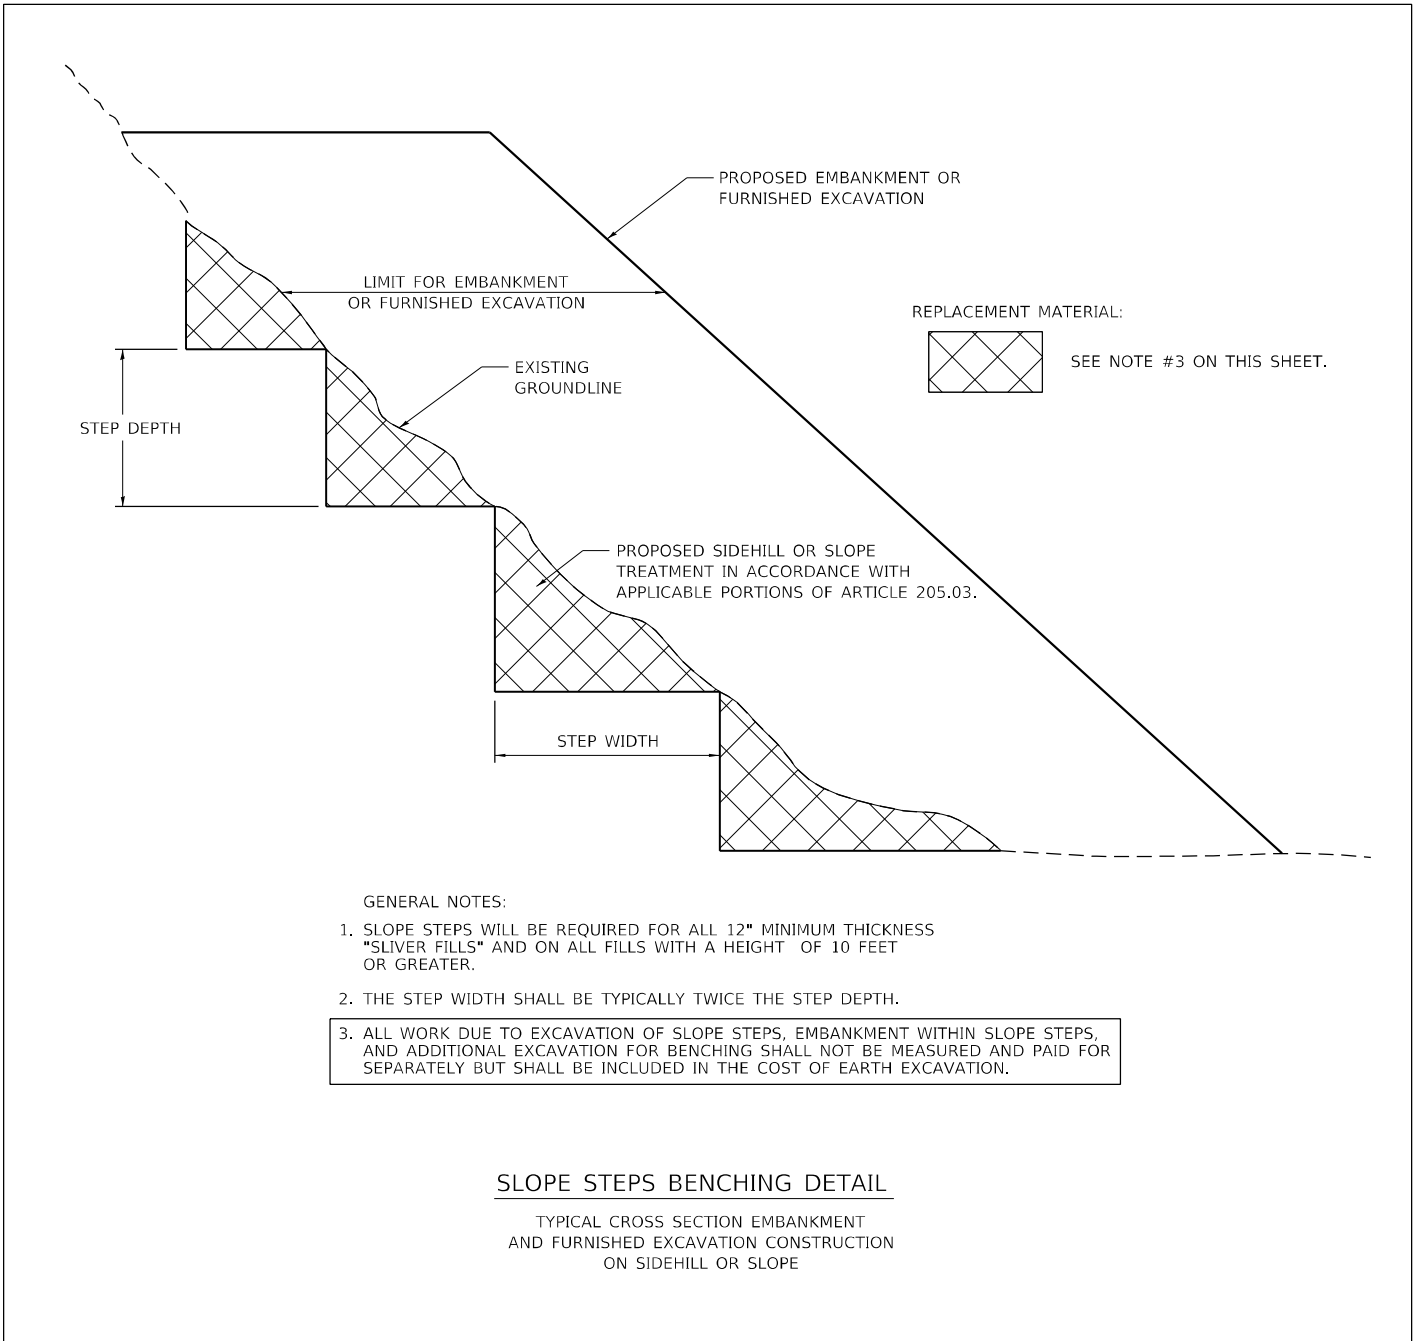 PROPOSED EMBANKMENT OR
FURNISHED EXCAVATION
LIMIT FOR EMBANKMENT
OR FURNISHED EXCAVATION
REPLACEMENT MATERIAL:
SEE NOTE #3 ON THIS SHEET.
EXISTING
GROUNDLINE
STEP DEPTH
PROPOSED SIDEHILL OR SLOPE
TREATMENT IN ACCORDANCE WITH
APPLICABLE PORTIONS OF ARTICLE 205.03.
STEP WIDTH
GENERAL NOTES:
1. SLOPE STEPS WILL BE REQUIRED FOR ALL 12" MINIMUM THICKNESS
"SLIVER FILLS" AND ON ALL FILLS WITH A HEIGHT OF 10 FEET
OR GREATER.
2. THE STEP WIDTH SHALL BE TYPICALLY TWICE THE STEP DEPTH.
3. ALL WORK DUE TO EXCAVATION OF SLOPE STEPS, EMBANKMENT WITHIN SLOPE STEPS,
AND ADDITIONAL EXCAVATION FOR BENCHING SHALL NOT BE MEASURED AND PAID FOR
SEPARATELY BUT SHALL BE INCLUDED IN THE COST OF EARTH EXCAVATION.
SLOPE STEPS BENCHING DETAIL
TYPICAL CROSS SECTION EMBANKMENT
AND FURNISHED EXCAVATION CONSTRUCTION
ON SIDEHILL OR SLOPE